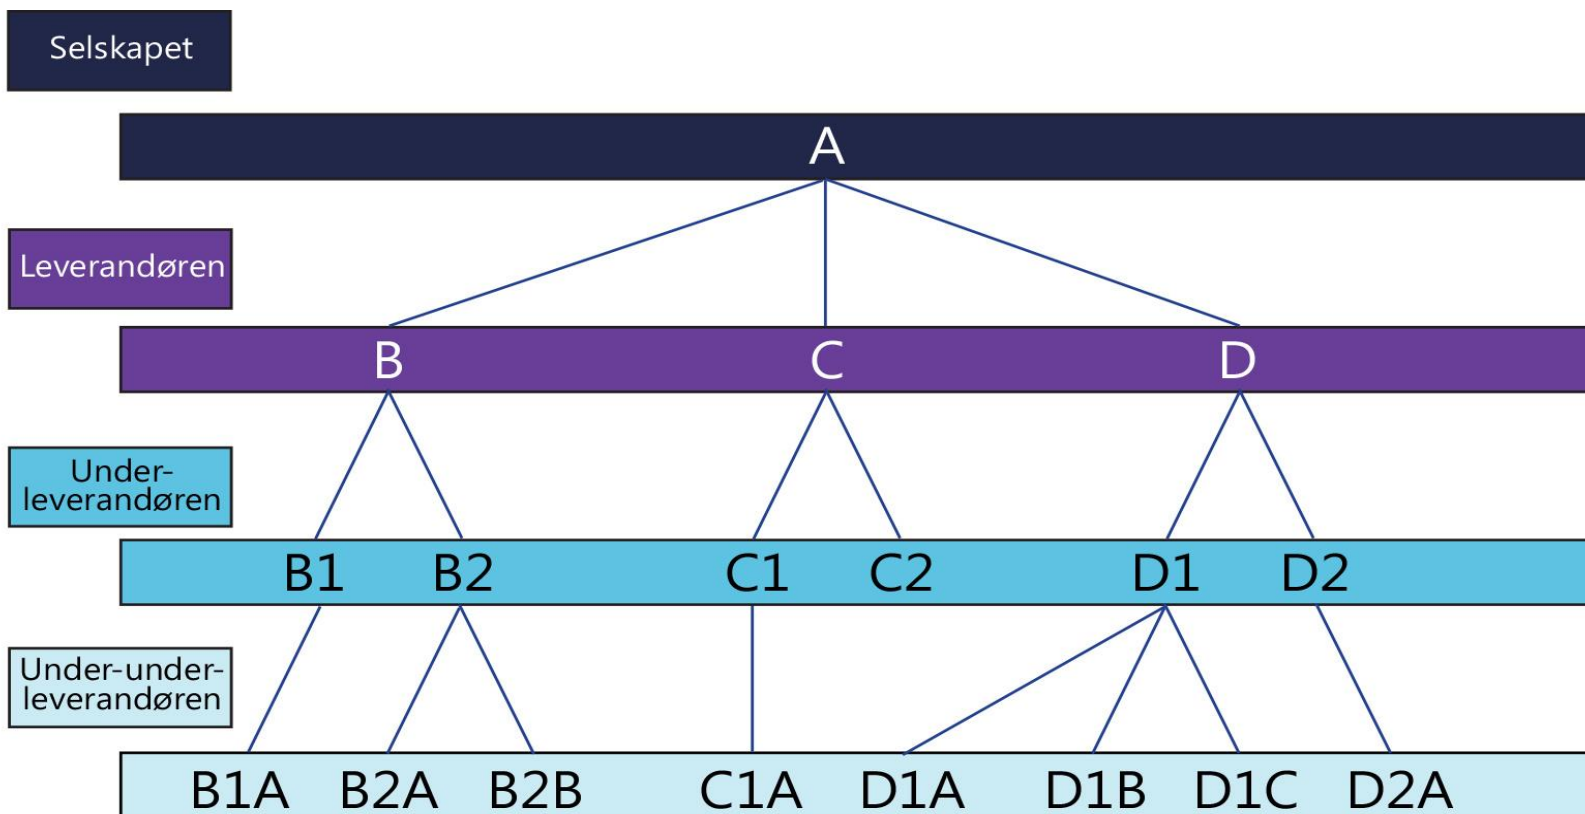 Selskapet
A
Leverandøren
B C D
Under-
leverandøren
B1 B2 C1 C2 D1 D2
Under-under-
leverandøren
B1A B2A B2B C1A D1A D1B D1C D2A